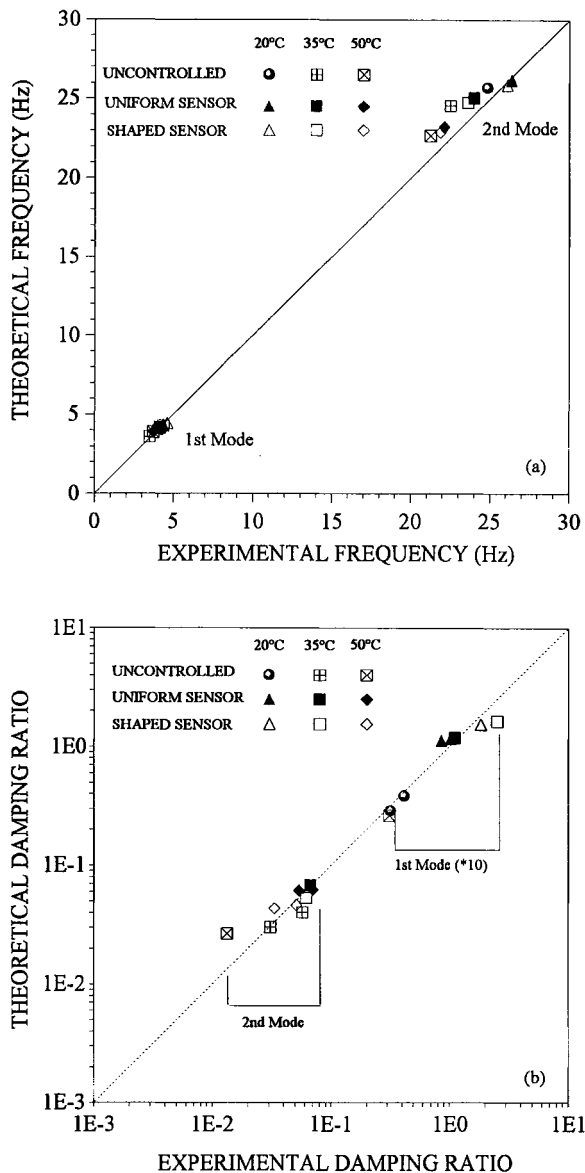 20°C 35°C 50°C
UNCONTROLLED
UNIFORM SENSOR
SHAPED SENSOR
2nd Mode
1st Mode
(a)
30
25
20
15
10
5
0
0 5 10 15 20 25 30
THEORETICAL FREQUENCY (Hz)
EXPERIMENTAL FREQUENCY (Hz)
20°C 35°C 50°C
UNCONTROLLED
UNIFORM SENSOR
SHAPED SENSOR
1st Mode (*10)
2nd Mode
(b)
1E1
1E0
1E-1
1E-2
1E-3
1E-3 1E-2 1E-1 1E0 1E1
THEORETICAL DAMPING RATIO
EXPERIMENTAL DAMPING RATIO